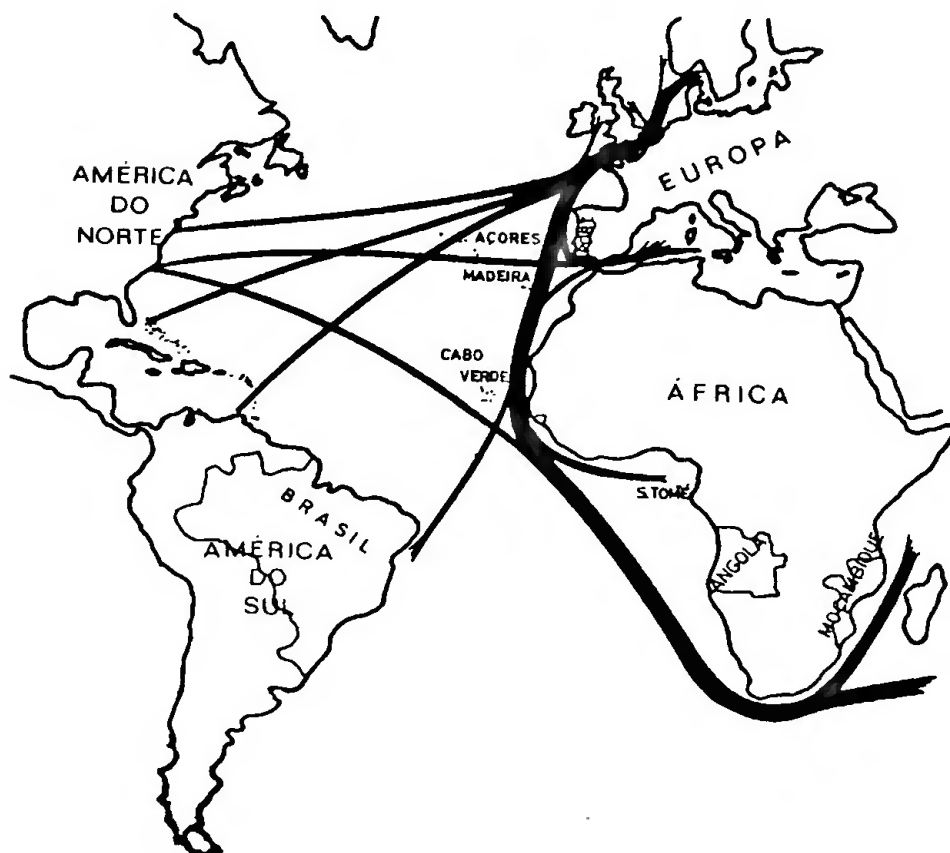 AMÉRICA
DO
NORTE
EUROPA
AÇORES
MADEIRA
CABO
VERDE
ÁFRICA
BRASIL
S.TOMÉ
AMÉRICA
DO
SUL
ANGOLA
MOÇAMBIQUE